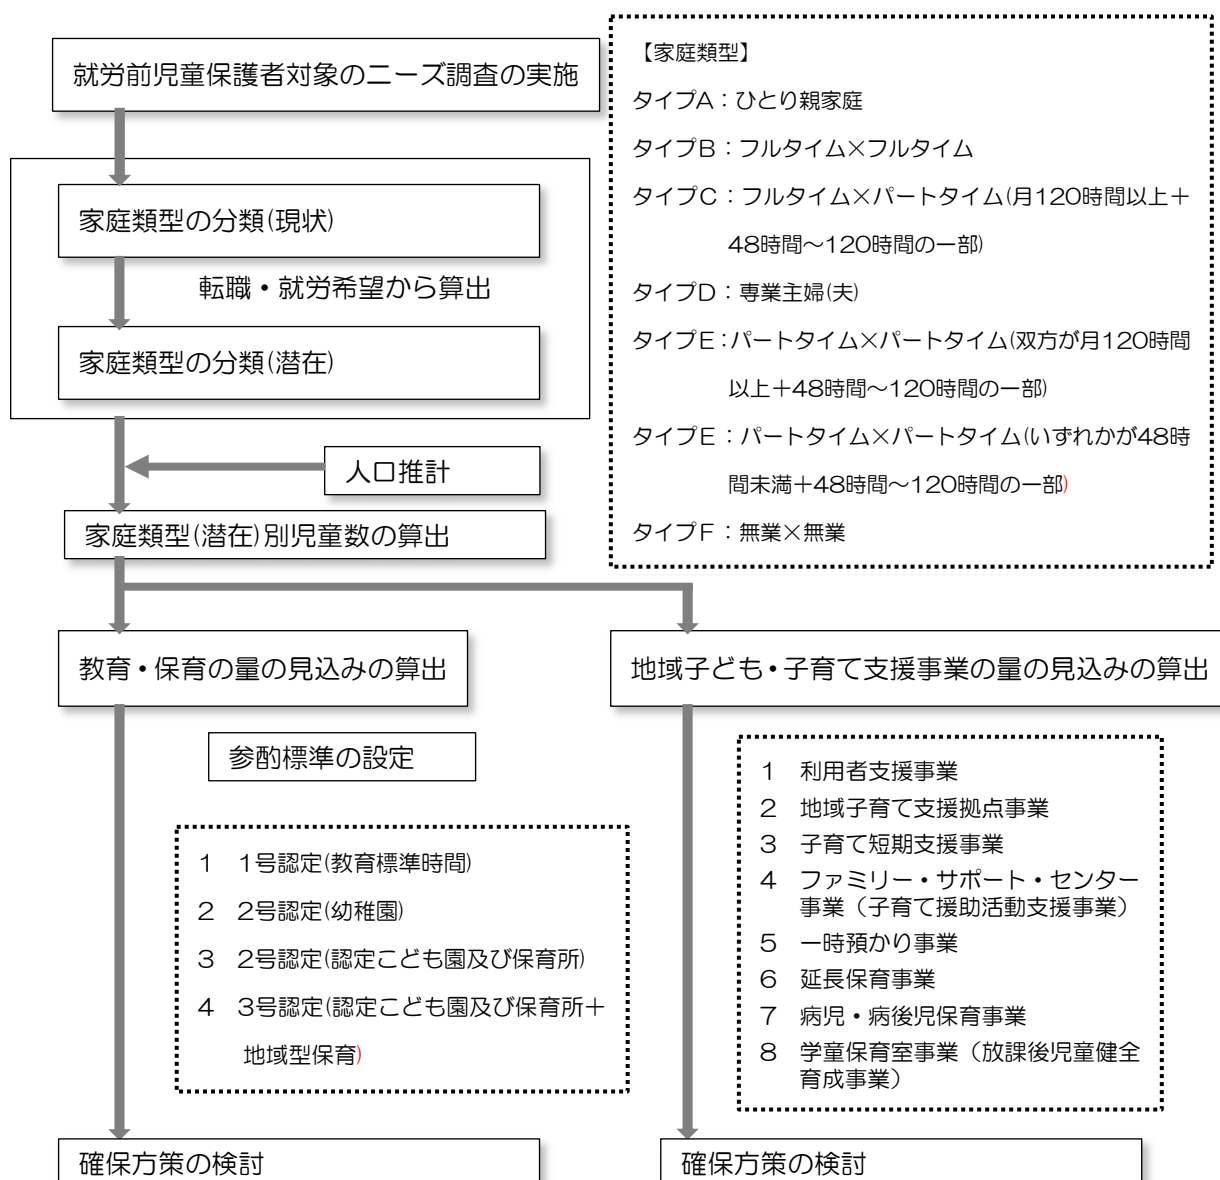 就労前児童保護者対象のニーズ調査の実施
家庭類型の分類(現状)
転職・就労希望から算出
家庭類型の分類(潜在)
人口推計
家庭類型(潜在)別児童数の算出
【家庭類型】
タイプA：ひとり親家庭
タイプB：フルタイム×フルタイム
タイプC：フルタイム×パートタイム(月120時間以上＋
48時間～120時間の一部)
タイプD：専業主婦(夫)
タイプE：パートタイム×パートタイム(双方が月120時間
以上＋48時間～120時間の一部)
タイプE：パートタイム×パートタイム(いずれかが48時
間未満＋48時間～120時間の一部)
タイプF：無業×無業
教育・保育の量の見込みの算出
参酌標準の設定
1 1号認定(教育標準時間)
2 2号認定(幼稚園)
3 2号認定(認定こども園及び保育所)
4 3号認定(認定こども園及び保育所＋
地域型保育)
確保方策の検討
地域子ども・子育て支援事業の量の見込みの算出
1 利用者支援事業
2 地域子育て支援拠点事業
3 子育て短期支援事業
4 ファミリー・サポート・センター
事業（子育て援助活動支援事業）
5 一時預かり事業
6 延長保育事業
7 病児・病後児保育事業
8 学童保育室事業（放課後児童健全
育成事業）
確保方策の検討